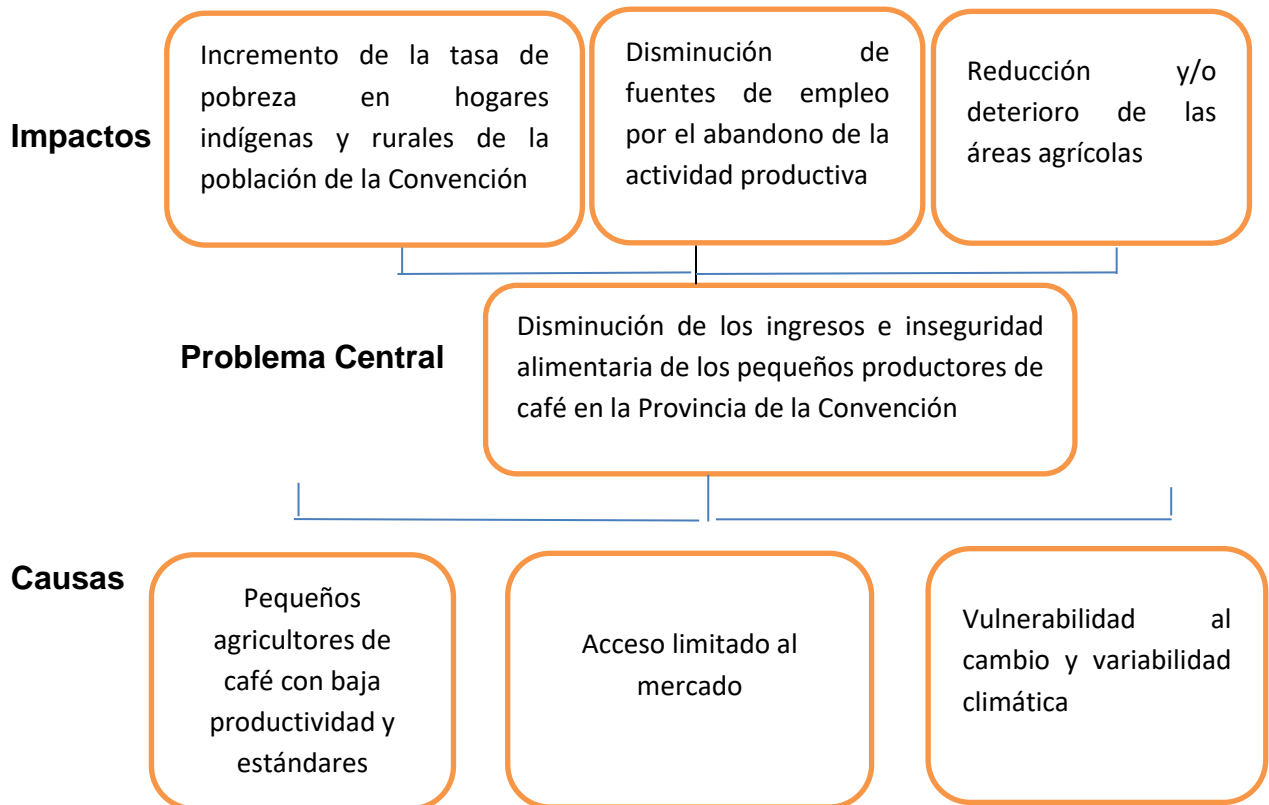 Impactos
Incremento de la tasa de
pobreza en hogares
indígenas y rurales de la
población de la Convención
Disminución de
fuentes de empleo
por el abandono de la
actividad productiva
Reducción y/o
deterioro de las
áreas agrícolas
Problema Central
Disminución de los ingresos e inseguridad
alimentaria de los pequeños productores de
café en la Provincia de la Convención
Causas
Pequeños
agricultores de
café con baja
productividad y
estándares
Acceso limitado al
mercado
Vulnerabilidad al
cambio y variabilidad
climática